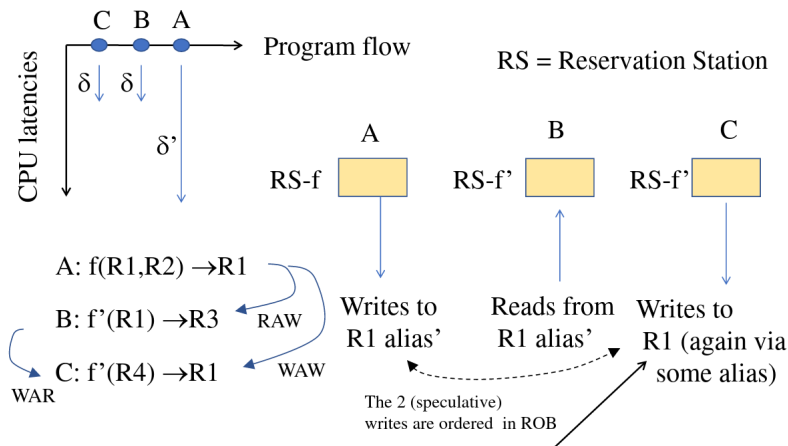 C B A
Program flow
CPU latencies
δ δ
δ’
RS = Reservation Station
A B C
RS-f RS-f’ RS-f’
A: f(R1,R2) →R1
B: f’(R1) →R3
C: f’(R4) →R1
RAW
WAW
WAR
Writes to
R1 alias’
Reads from
R1 alias’
Writes to
R1 (again via
some alias)
The 2 (speculative)
writes are ordered in ROB